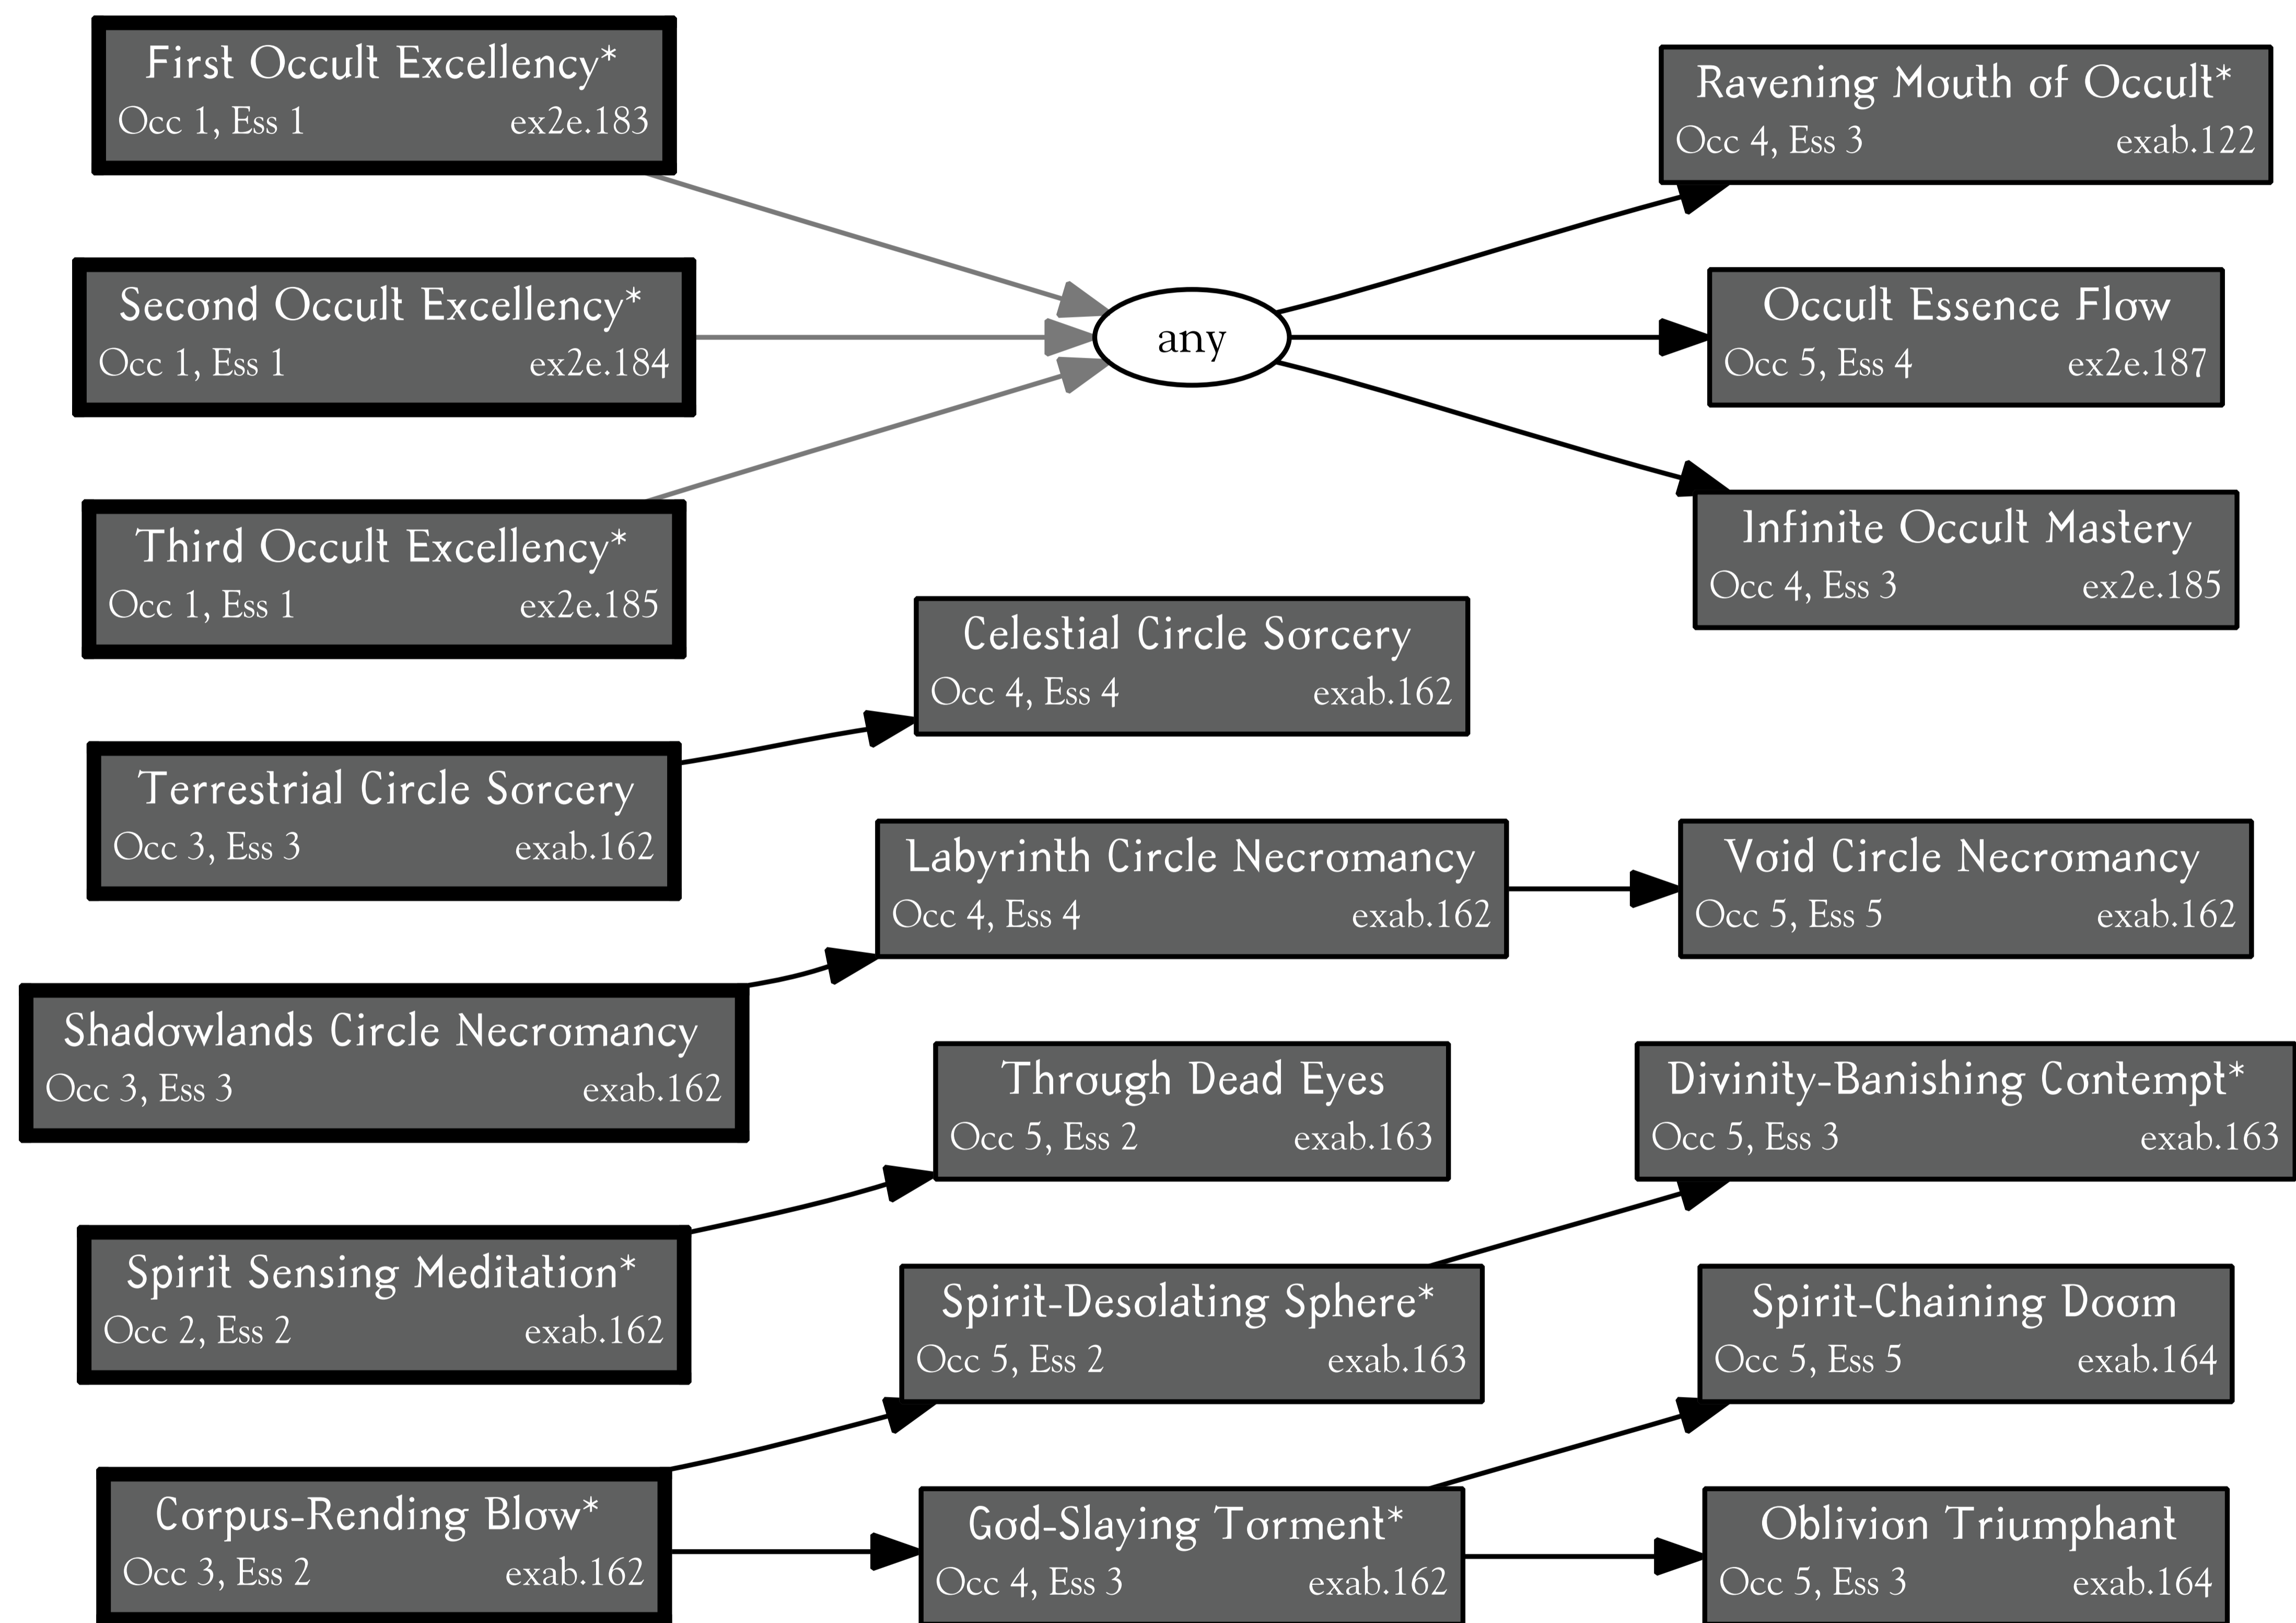 First Occult Excellency*
Occ 1, Ess 1 ex2e.183
Second Occult Excellency*
Occ 1, Ess 1 ex2e.184
Third Occult Excellency*
Occ 1, Ess 1 ex2e.185
any
Ravening Mouth of Occult*
Occ 4, Ess 3 exab.122
Occult Essence Flow
Occ 5, Ess 4 ex2e.187
Infinite Occult Mastery
Occ 4, Ess 3 ex2e.185
Terrestrial Circle Sorcery
Occ 3, Ess 3 exab.162
Celestial Circle Sorcery
Occ 4, Ess 4 exab.162
Shadowlands Circle Necromancy
Occ 3, Ess 3 exab.162
Labyrinth Circle Necromancy
Occ 4, Ess 4 exab.162
Void Circle Necromancy
Occ 5, Ess 5 exab.162
Spirit Sensing Meditation*
Occ 2, Ess 2 exab.162
Through Dead Eyes
Occ 5, Ess 2 exab.163
Corpus-Rending Blow*
Occ 3, Ess 2 exab.162
Spirit-Desolating Sphere*
Occ 5, Ess 2 exab.163
Divinity-Banishing Contempt*
Occ 5, Ess 3 exab.163
God-Slaying Torment*
Occ 4, Ess 3 exab.162
Spirit-Chaining Doom
Occ 5, Ess 5 exab.164
Oblivion Triumphant
Occ 5, Ess 3 exab.164